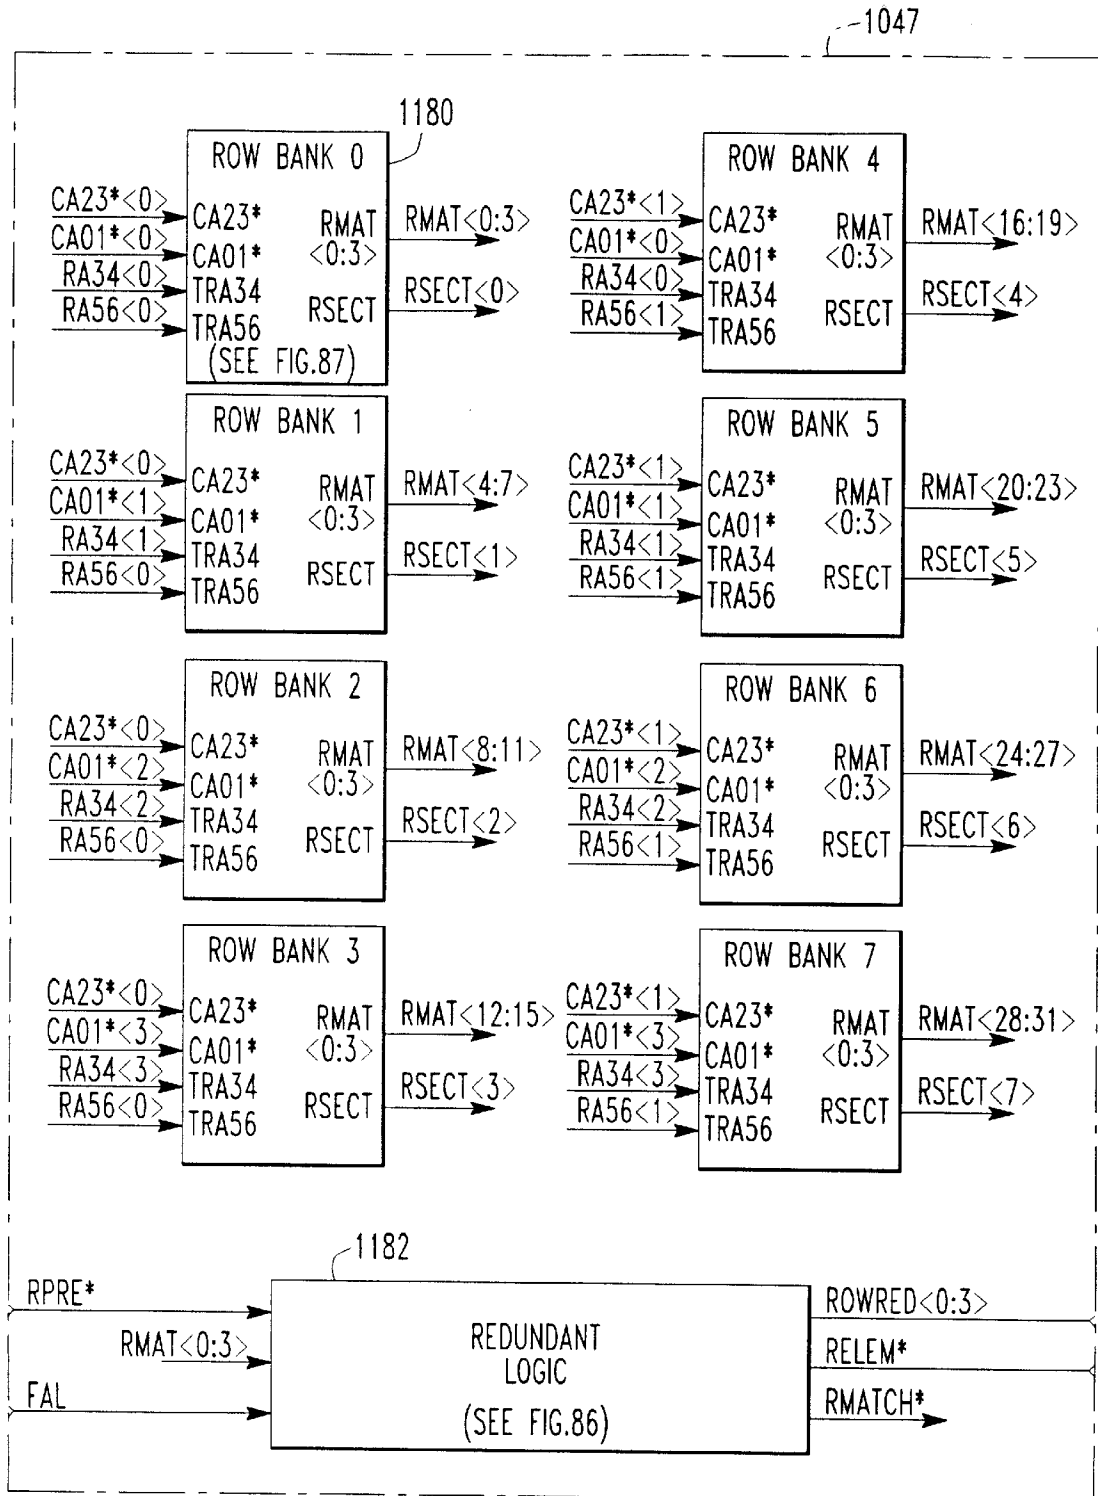 1047
1180
ROW BANK 0
CA23*<0>
CA01*<0>
RA34<0>
RA56<0>
CA23*
CA01*
TRA34
TRA56
(SEE FIG.87)
RMAT
<0:3>
RSECT
RMAT<0:3>
RSECT<0>
ROW BANK 4
CA23*<1>
CA01*<0>
RA34<0>
RA56<1>
CA23*
CA01*
TRA34
TRA56
RMAT
<0:3>
RSECT
RMAT<16:19>
RSECT<4>
ROW BANK 1
CA23*<0>
CA01*<1>
RA34<1>
RA56<0>
CA23*
CA01*
TRA34
TRA56
RMAT
<0:3>
RSECT
RMAT<4:7>
RSECT<1>
ROW BANK 5
CA23*<1>
CA01*<1>
RA34<1>
RA56<1>
CA23*
CA01*
TRA34
TRA56
RMAT
<0:3>
RSECT
RMAT<20:23>
RSECT<5>
ROW BANK 2
CA23*<0>
CA01*<2>
RA34<2>
RA56<0>
CA23*
CA01*
TRA34
TRA56
RMAT
<0:3>
RSECT
RMAT<8:11>
RSECT<2>
ROW BANK 6
CA23*<1>
CA01*<2>
RA34<2>
RA56<1>
CA23*
CA01*
TRA34
TRA56
RMAT
<0:3>
RSECT
RMAT<24:27>
RSECT<6>
ROW BANK 3
CA23*<0>
CA01*<3>
RA34<3>
RA56<0>
CA23*
CA01*
TRA34
TRA56
RMAT
<0:3>
RSECT
RMAT<12:15>
RSECT<3>
ROW BANK 7
CA23*<1>
CA01*<3>
RA34<3>
RA56<1>
CA23*
CA01*
TRA34
TRA56
RMAT
<0:3>
RSECT
RMAT<28:31>
RSECT<7>
1182
RPRE*
RMAT<0:3>
FAL
REDUNDANT
LOGIC
(SEE FIG.86)
ROWRED<0:3>
RELEM*
RMATCH*